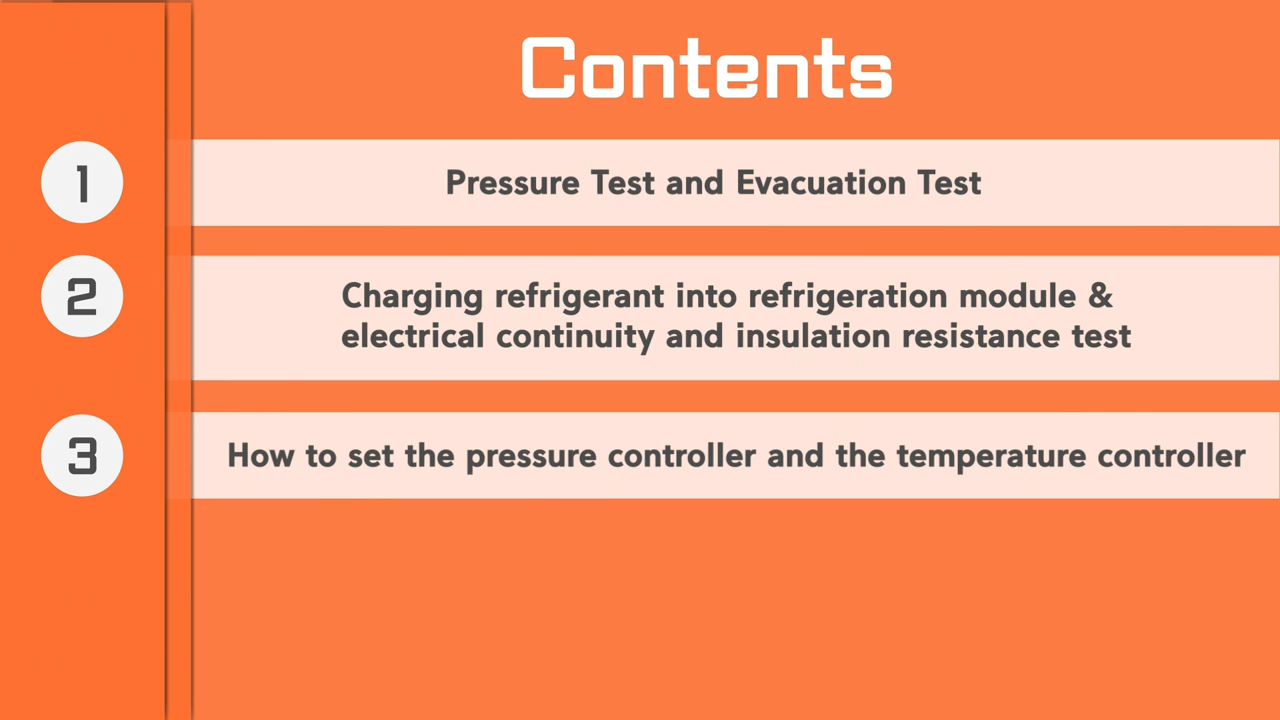 Contents
1
Pressure Test and Evacuation Test
2
Charging refrigerant into refrigeration module &
electrical continuity and insulation resistance test
3
How to set the pressure controller and the temperature controller